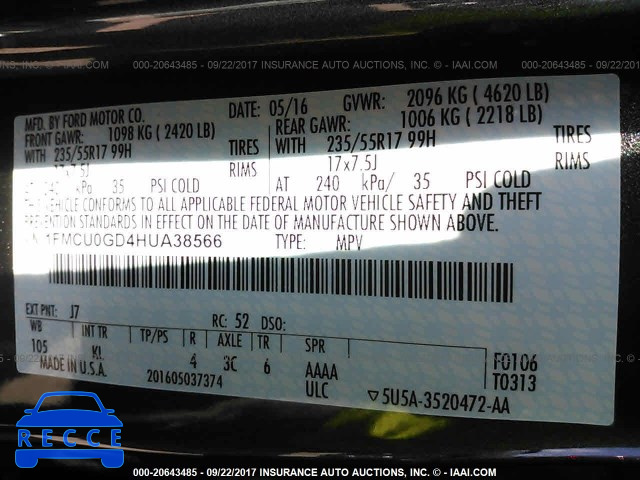 000-20643485 - 09/22/2017 INSURANCE AUTO AUCTIONS, INC. - IAAI.COM
MFD. BY FORD MOTOR CO.
DATE: 05/16
GVWR: 2096 KG ( 4620 LB)
FRONT GAWR: 1098 KG ( 2420 LB)
REAR GAWR: 1006 KG ( 2218 LB)
WITH 235/55R17 99H TIRES
WITH 235/55R17 99H TIRES
17x7.5J RIMS
17x7.5J RIMS
AT 240 kPa 35 PSI COLD
AT 240 kPa/ 35 PSI COLD
THIS VEHICLE CONFORMS TO ALL APPLICABLE FEDERAL MOTOR VEHICLE SAFETY AND THEFT
PREVENTION STANDARDS IN EFFECT ON THE DATE OF MANUFACTURE SHOWN ABOVE.
1FMCU0GD4HUA38566
TYPE: MPV
EXT PNT: J7
RC: 52 DSO:
WB INT TR TP/PS R AXLE TR SPR
105 KL 4 3C 6 AAAA
F0106
MADE IN U.S.A.
201605037374
ULC
T0313
▽5U5A-3520472-AA
RECCE
000-20643485 - 09/22/2017 INSURANCE AUTO AUCTIONS, INC. - IAAI.COM